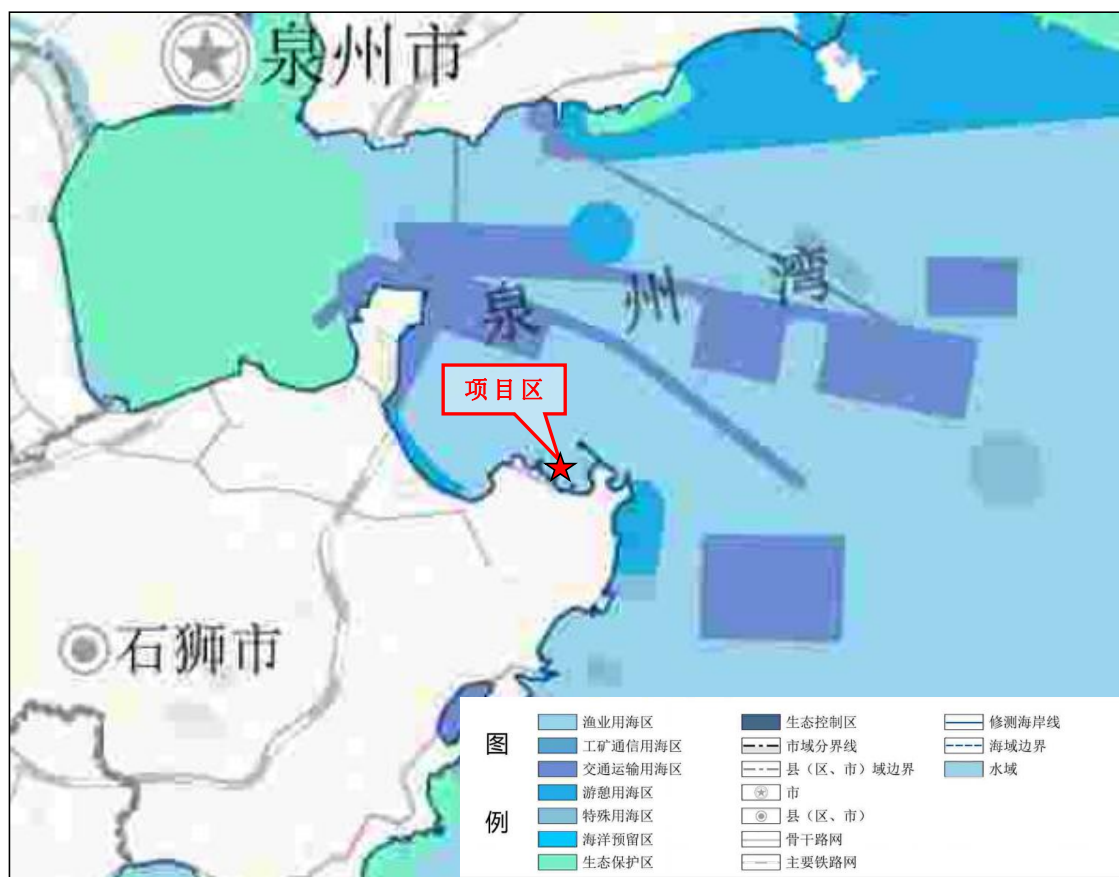 泉州市
泉州湾
项目区
石狮市
图例
渔业用海区
工矿通信用海区
交通运输用海区
游憩用海区
特殊用海区
海洋预留区
生态保护区
生态控制区
市域分界线
县（区、市）域边界
市
县（区、市）
骨干路网
主要铁路网
修测海岸线
海域边界
水域